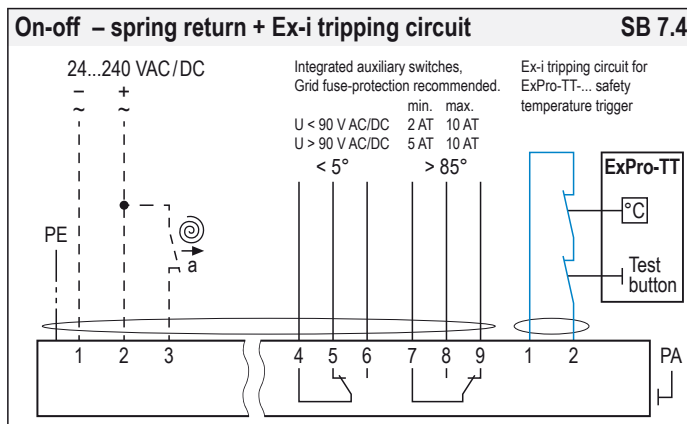 On-off – spring return + Ex-i tripping circuit SB 7.4
24...240 VAC/DC
– +
~ ~
PE
a
Integrated auxiliary switches,
Grid fuse-protection recommended.
min. max.
U < 90 V AC/DC 2 AT 10 AT
U > 90 V AC/DC 5 AT 10 AT
< 5° > 85°
Ex-i tripping circuit for
ExPro-TT-... safety
temperature trigger
ExPro-TT
°C
Test
button
1 2 3 4 5 6 7 8 9 1 2 PA